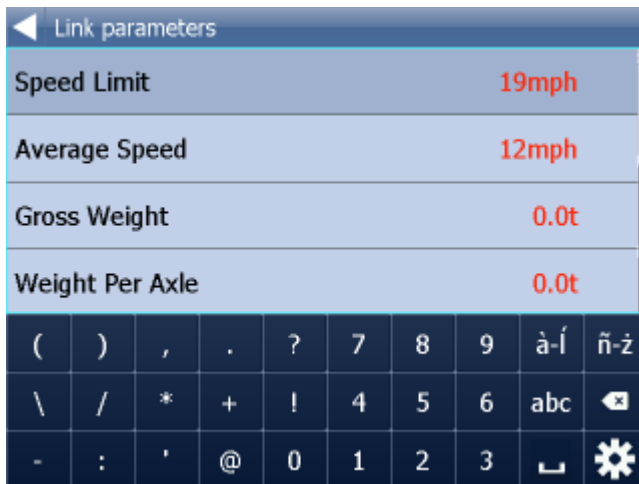 Link parameters
Speed Limit 19mph
Average Speed 12mph
Gross Weight 0.0t
Weight Per Axle 0.0t
( ) , . ? 7 8 9 à-Í ñ-ż
\ / * + ! 4 5 6 abc
- : ' @ 0 1 2 3